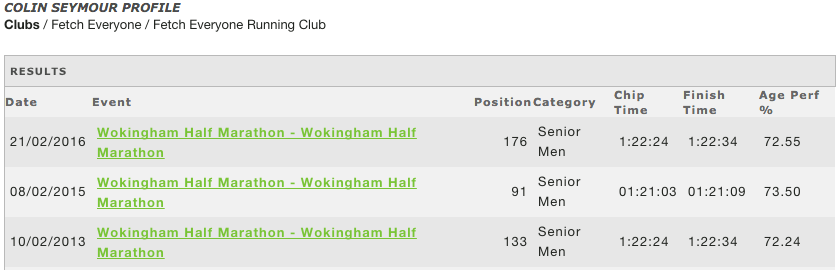 COLIN SEYMOUR PROFILE
Clubs / Fetch Everyone / Fetch Everyone Running Club
RESULTS
Date Event Position Category Chip Time Finish Time Age Perf %
21/02/2016 Wokingham Half Marathon - Wokingham Half Marathon 176 Senior Men 1:22:24 1:22:34 72.55
08/02/2015 Wokingham Half Marathon - Wokingham Half Marathon 91 Senior Men 01:21:03 01:21:09 73.50
10/02/2013 Wokingham Half Marathon - Wokingham Half Marathon 133 Senior Men 1:22:24 1:22:34 72.24